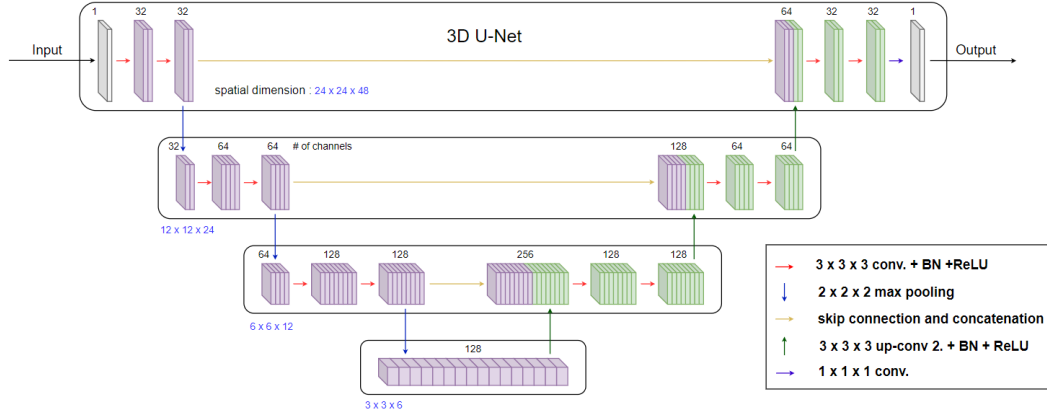 3D U-Net
1 32 32 64 32 32 1
Input
Output
spatial dimension : 24 x 24 x 48
32 64 64 # of channels 128 64 64
12 x 12 x 24
64 128 128 256 128 128
6 x 6 x 12
128
3 x 3 x 6
3 x 3 x 3 conv. + BN +ReLU
2 x 2 x 2 max pooling
skip connection and concatenation
3 x 3 x 3 up-conv 2. + BN + ReLU
1 x 1 x 1 conv.